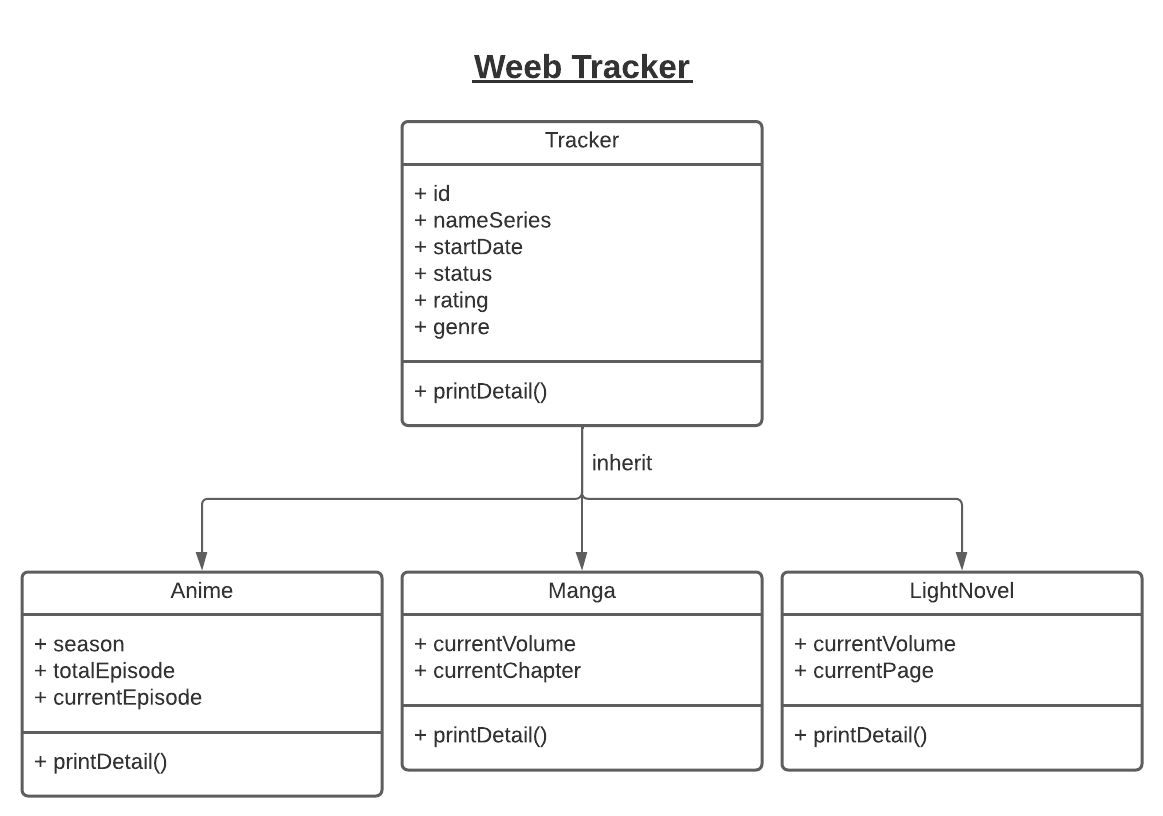 Weeb Tracker
Tracker
+ id
+ nameSeries
+ startDate
+ status
+ rating
+ genre
+ printDetail()
inherit
Anime
+ season
+ totalEpisode
+ currentEpisode
+ printDetail()
Manga
+ currentVolume
+ currentChapter
+ printDetail()
LightNovel
+ currentVolume
+ currentPage
+ printDetail()